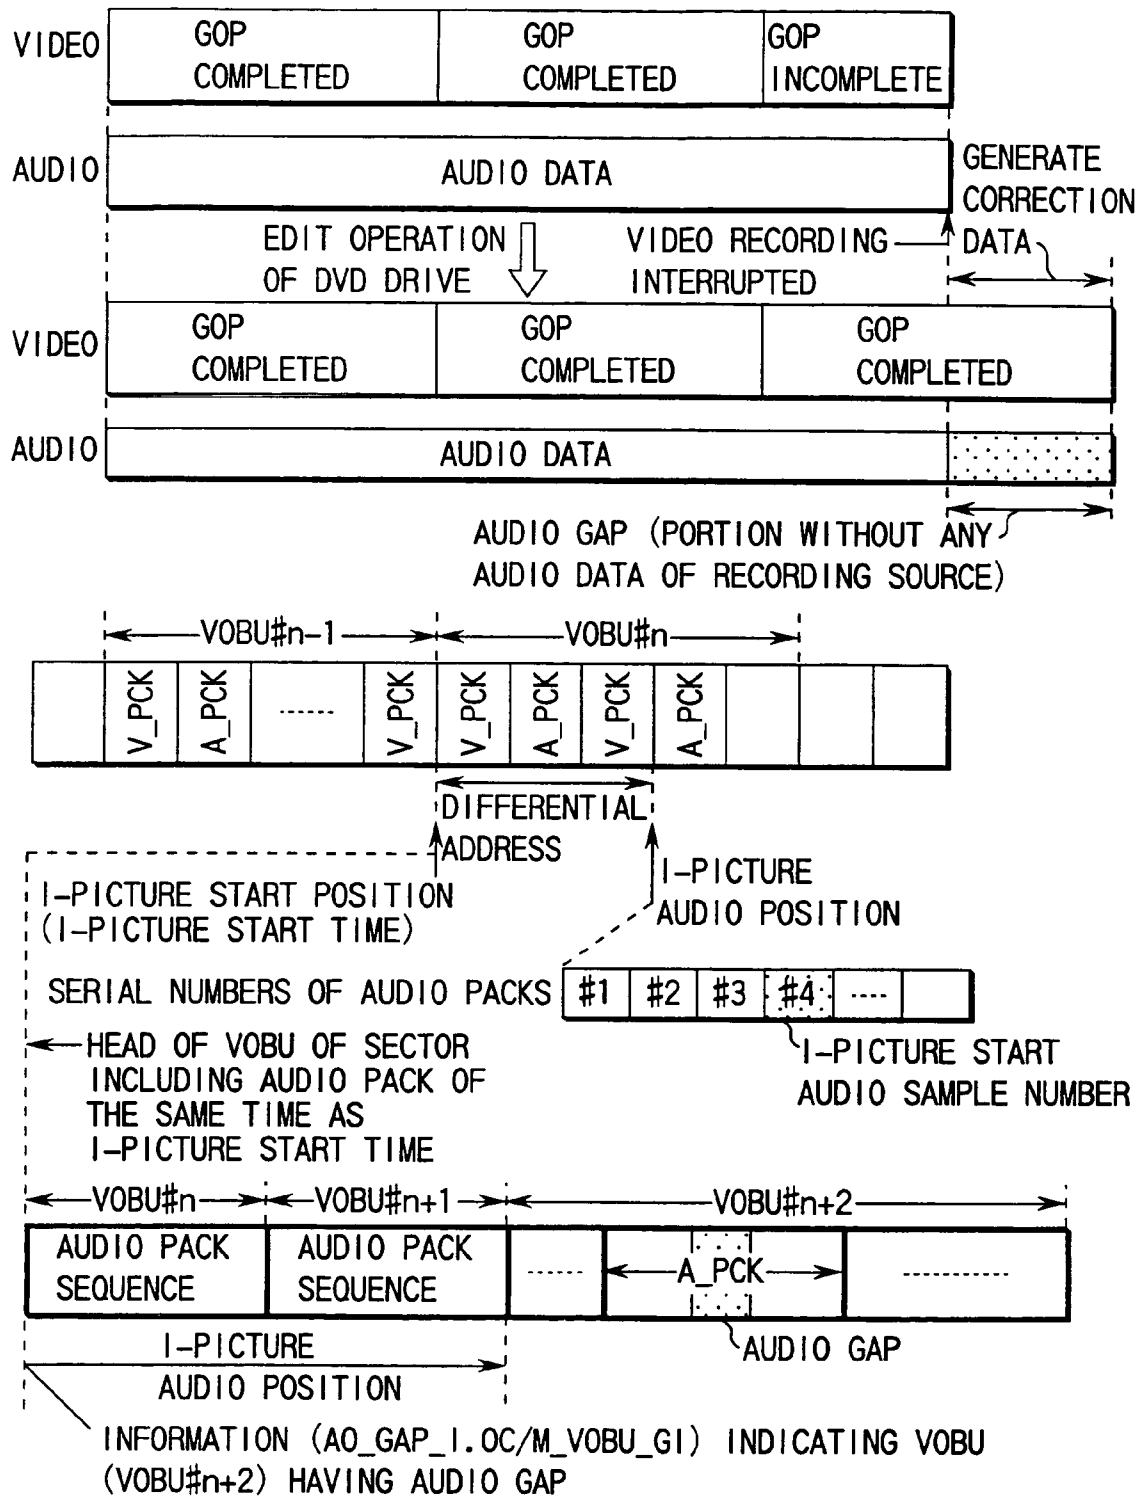 VIDEO
GOP COMPLETED
GOP COMPLETED
GOP INCOMPLETE
AUDIO
AUDIO DATA
GENERATE CORRECTION DATA
EDIT OPERATION OF DVD DRIVE
VIDEO RECORDING INTERRUPTED
VIDEO
GOP COMPLETED
GOP COMPLETED
GOP COMPLETED
AUDIO
AUDIO DATA
AUDIO GAP (PORTION WITHOUT ANY
AUDIO DATA OF RECORDING SOURCE)
VOBU#n-1
VOBU#n
V_PCK
A_PCK
------
V_PCK
V_PCK
A_PCK
V_PCK
A_PCK
DIFFERENTIAL
ADDRESS
I-PICTURE START POSITION
(I-PICTURE START TIME)
I-PICTURE
AUDIO POSITION
SERIAL NUMBERS OF AUDIO PACKS
#1 #2 #3 #4 ----
I-PICTURE START
AUDIO SAMPLE NUMBER
HEAD OF VOBU OF SECTOR
INCLUDING AUDIO PACK OF
THE SAME TIME AS
I-PICTURE START TIME
VOBU#n
VOBU#n+1
VOBU#n+2
AUDIO PACK
SEQUENCE
AUDIO PACK
SEQUENCE
------
A_PCK
-----------
AUDIO GAP
I-PICTURE
AUDIO POSITION
INFORMATION (A0_GAP_I.OC/M_VOBU_GI) INDICATING VOBU
(VOBU#n+2) HAVING AUDIO GAP